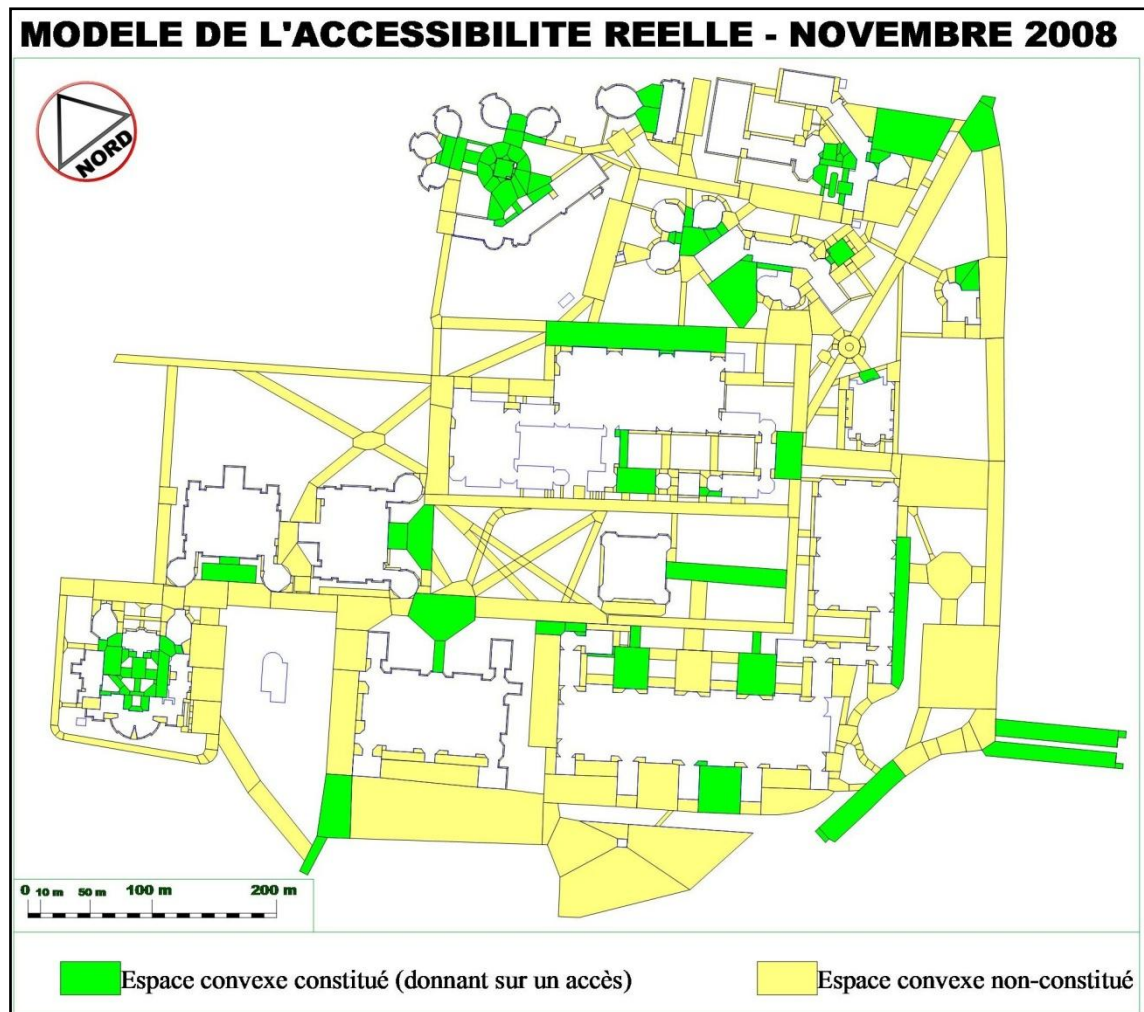 MODELE DE L'ACCESSIBILITE REELLE - NOVEMBRE 2008
NORD
0 10 m 50 m 100 m 200 m
Espace convexe constitué (donnant sur un accès)
Espace convexe non-constitué